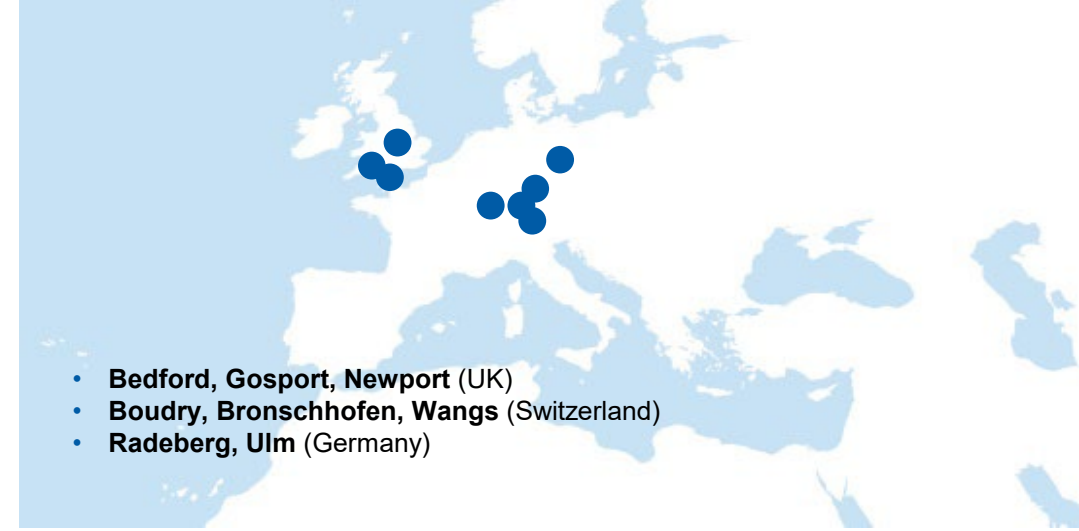 • Bedford, Gosport, Newport (UK)
• Boudry, Bronschhofen, Wangs (Switzerland)
• Radeberg, Ulm (Germany)